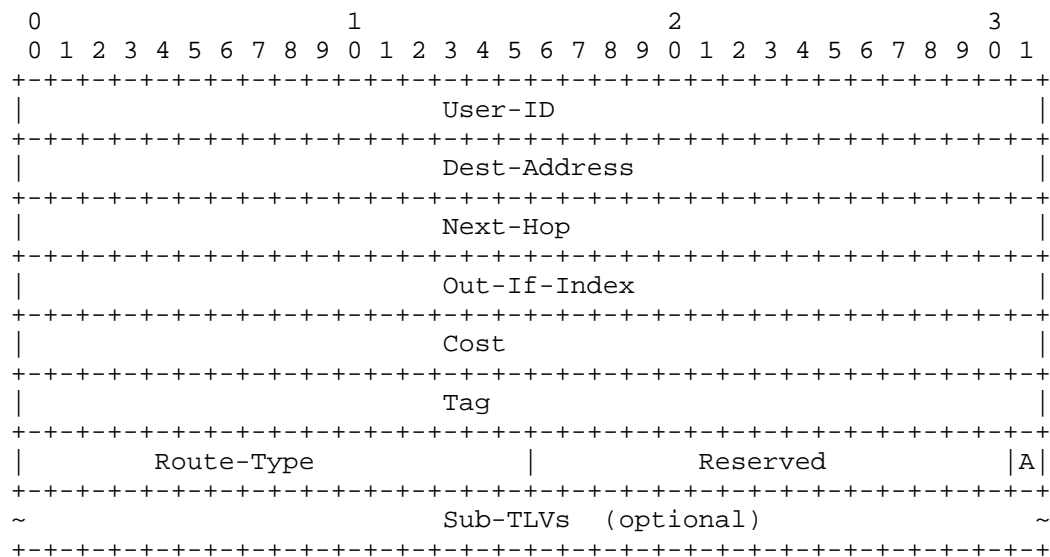 0                   1                   2                   3
 0 1 2 3 4 5 6 7 8 9 0 1 2 3 4 5 6 7 8 9 0 1 2 3 4 5 6 7 8 9 0 1
+-+-+-+-+-+-+-+-+-+-+-+-+-+-+-+-+-+-+-+-+-+-+-+-+-+-+-+-+-+-+-+-+
|                          User-ID                              |
+-+-+-+-+-+-+-+-+-+-+-+-+-+-+-+-+-+-+-+-+-+-+-+-+-+-+-+-+-+-+-+-+
|                          Dest-Address                         |
+-+-+-+-+-+-+-+-+-+-+-+-+-+-+-+-+-+-+-+-+-+-+-+-+-+-+-+-+-+-+-+-+
|                          Next-Hop                             |
+-+-+-+-+-+-+-+-+-+-+-+-+-+-+-+-+-+-+-+-+-+-+-+-+-+-+-+-+-+-+-+-+
|                          Out-If-Index                         |
+-+-+-+-+-+-+-+-+-+-+-+-+-+-+-+-+-+-+-+-+-+-+-+-+-+-+-+-+-+-+-+-+
|                          Cost                                 |
+-+-+-+-+-+-+-+-+-+-+-+-+-+-+-+-+-+-+-+-+-+-+-+-+-+-+-+-+-+-+-+-+
|                          Tag                                  |
+-+-+-+-+-+-+-+-+-+-+-+-+-+-+-+-+-+-+-+-+-+-+-+-+-+-+-+-+-+-+-+-+
|        Route-Type             |          Reserved           |A|
+-+-+-+-+-+-+-+-+-+-+-+-+-+-+-+-+-+-+-+-+-+-+-+-+-+-+-+-+-+-+-+-+
~                          Sub-TLVs  (optional)                 ~
+-+-+-+-+-+-+-+-+-+-+-+-+-+-+-+-+-+-+-+-+-+-+-+-+-+-+-+-+-+-+-+-+